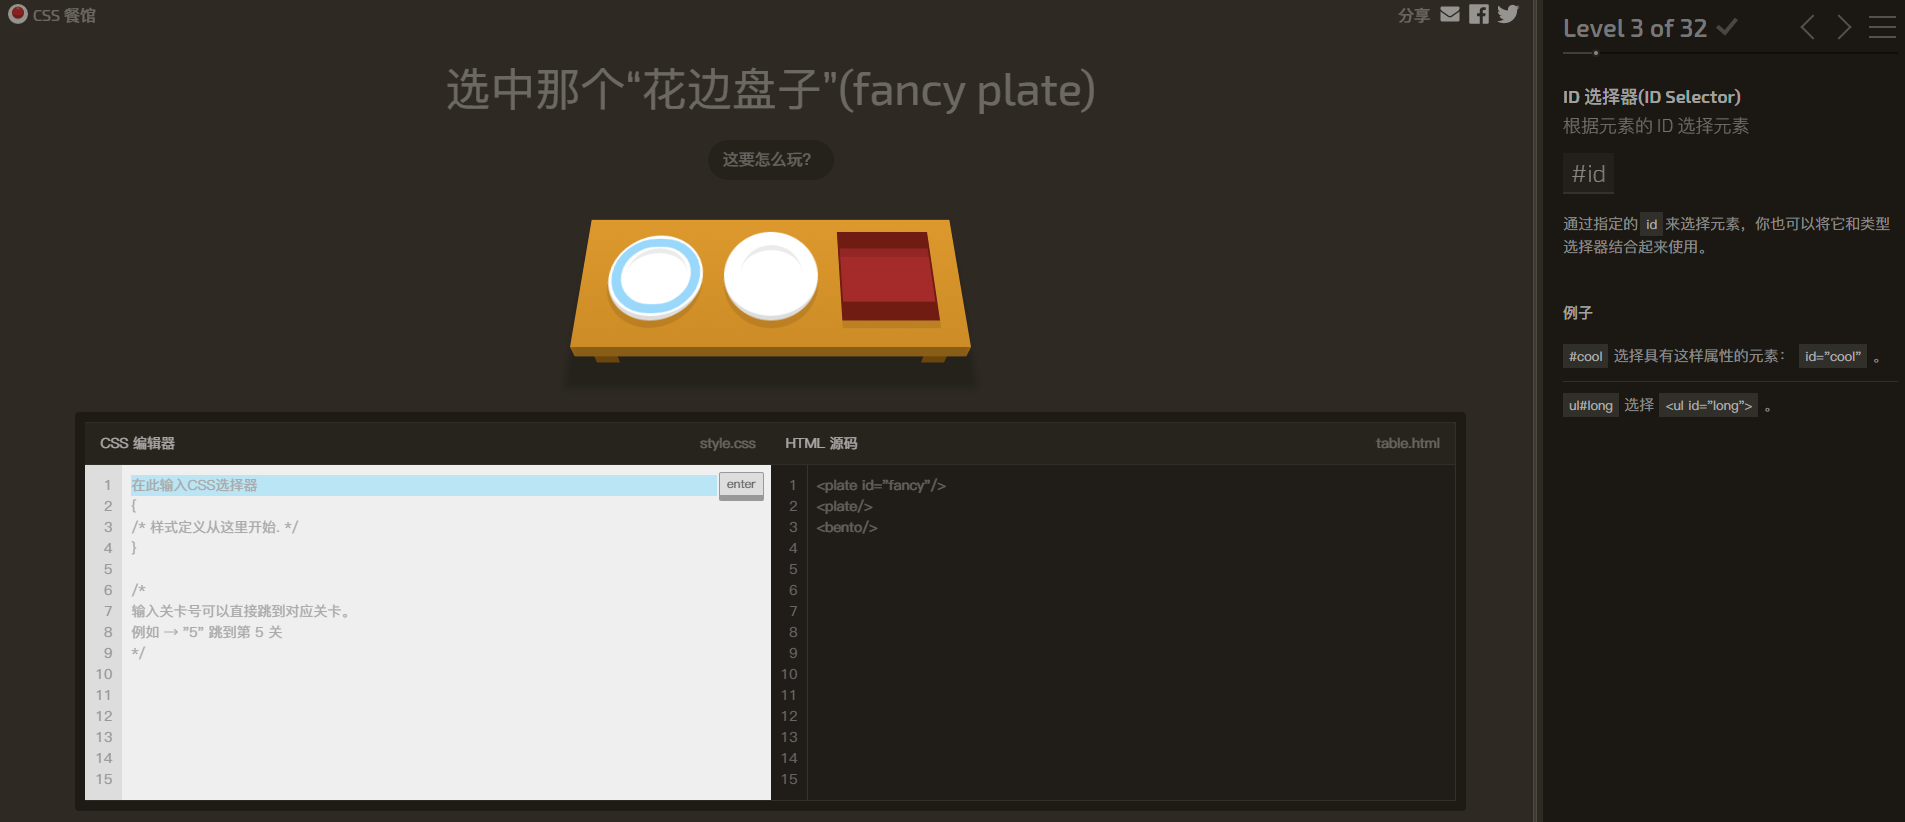 CSS 餐馆
分享
选中那个“花边盘子”(fancy plate)
这要怎么玩?
CSS 编辑器
style.css
1 在此输入CSS选择器
enter
2 {
3 /* 样式定义从这里开始. */
4 }
5
6 /*
7 输入关卡号可以直接跳到对应关卡。
8 例如 → "5" 跳到第 5 关
9 */
10
11
12
13
14
15
HTML 源码
table.html
1 <plate id="fancy"/>
2 <plate/>
3 <bento/>
4
5
6
7
8
9
10
11
12
13
14
15
Level 3 of 32
ID 选择器(ID Selector)
根据元素的 ID 选择元素
#id
通过指定的 id 来选择元素，你也可以将它和类型
选择器结合起来使用。
例子
#cool 选择具有这样属性的元素： id="cool" 。
ul#long 选择 <ul id="long"> 。